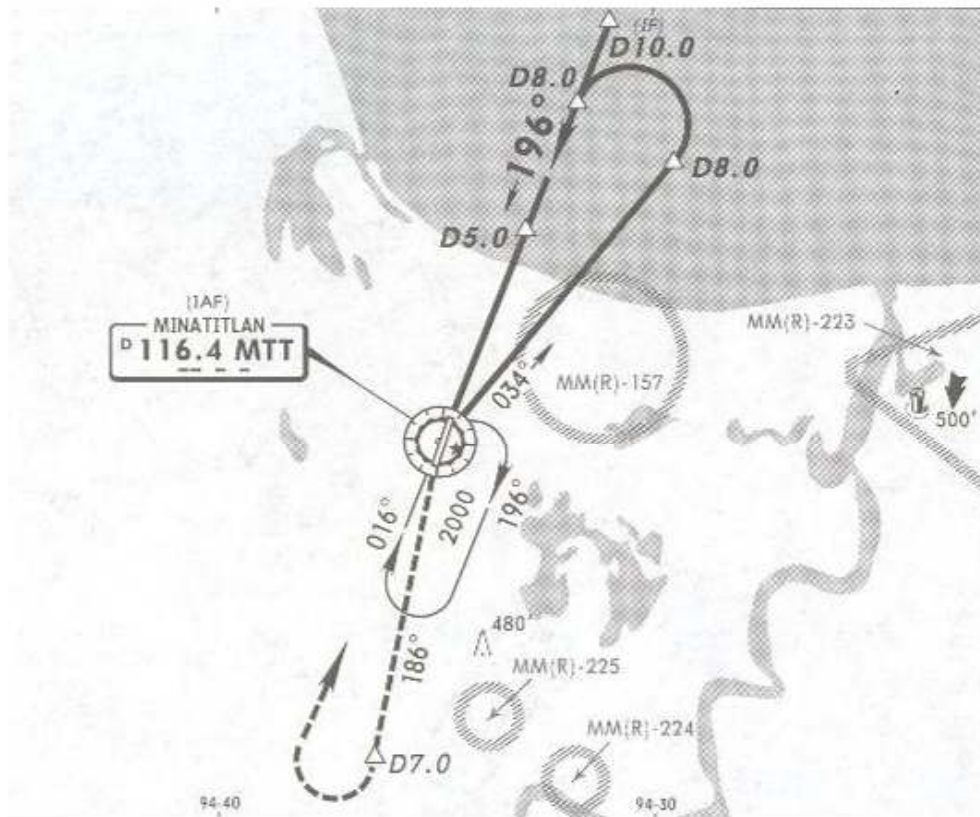 (IF)
D10.0
D8.0
196°
D8.0
D5.0
(IAF)
MINATITLAN
D 116.4 MTT
MM(R)-223
034°
MM(R)-157
500'
016°
2000
196°
480'
186°
MM(R)-225
MM(R)-224
D7.0
94-40
94-30